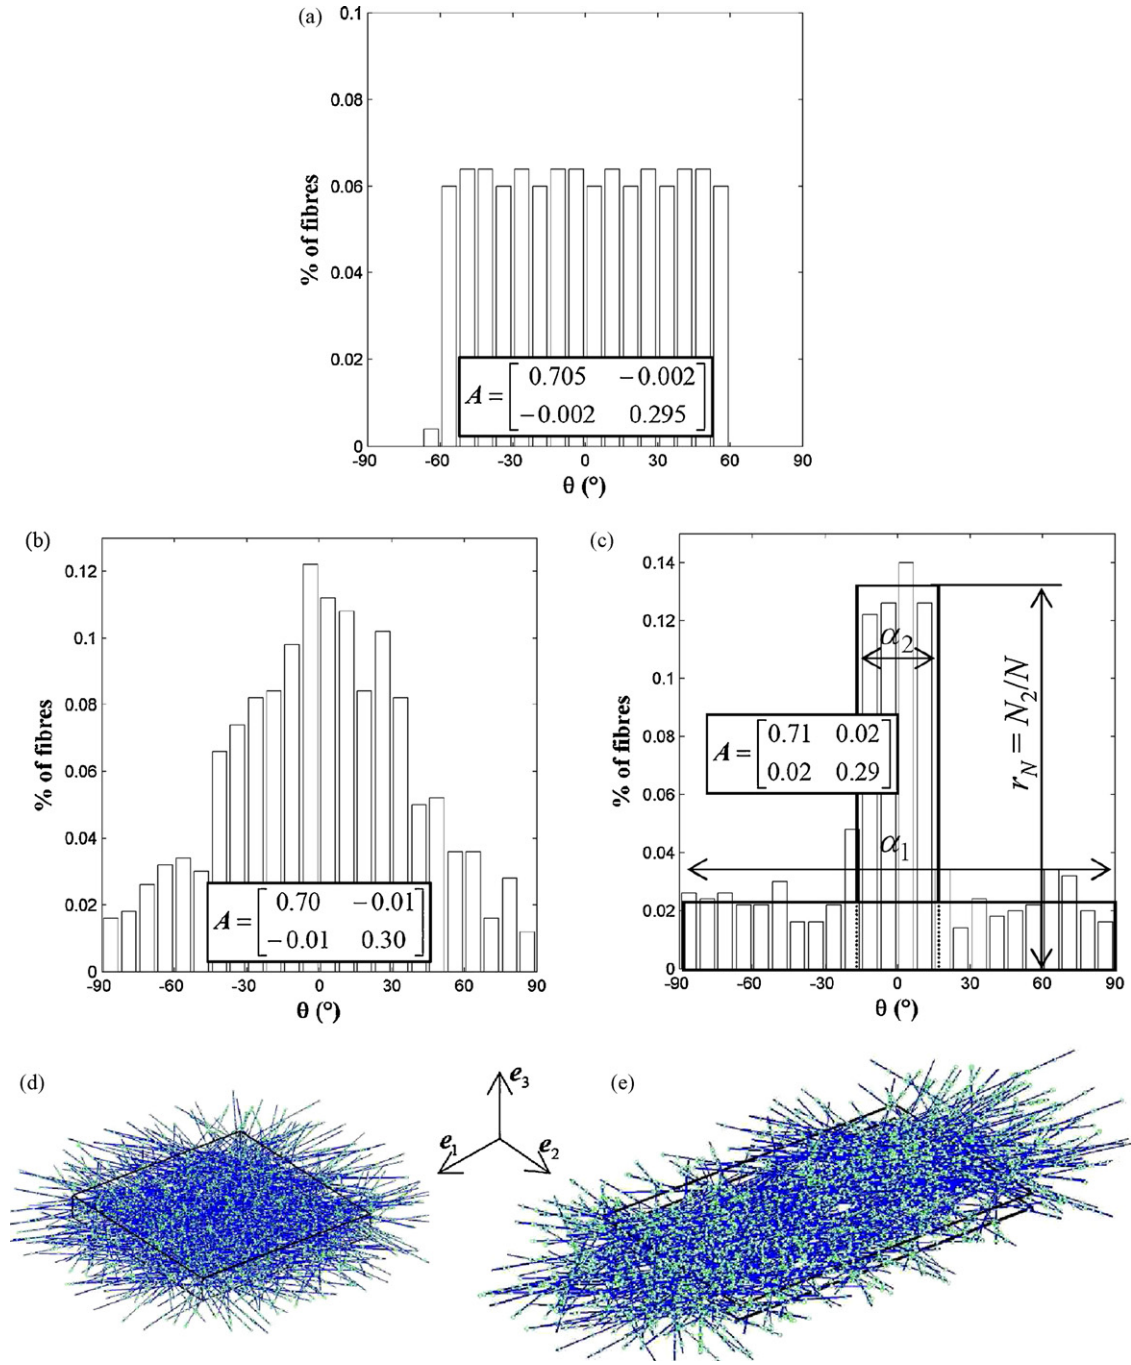 (a)
0.1
0.08
0.06
0.04
0.02
0
% of fibres
A = [ 0.705 −0.002
−0.002 0.295 ]
-90 -60 -30 0 30 60 90
θ (°)
(b)
0.12
0.1
0.08
0.06
0.04
0.02
0
% of fibres
A = [ 0.70 −0.01
−0.01 0.30 ]
-90 -60 -30 0 30 60 90
θ (°)
(c)
0.14
0.12
0.1
0.08
0.06
0.04
0.02
0
% of fibres
α2
A = [ 0.71 0.02
0.02 0.29 ]
α1
rN = N2/N
-90 -60 -30 0 30 60 90
θ (°)
(d)
e3
e1
e2
(e)